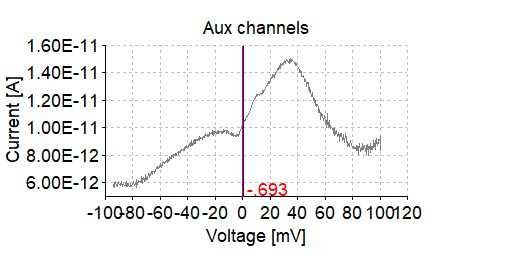 Aux channels
1.60E-11
1.40E-11
1.20E-11
1.00E-11
8.00E-12
6.00E-12
Current [A]
-.693
-100 -80 -60 -40 -20 0 20 40 60 80 100 120
Voltage [mV]